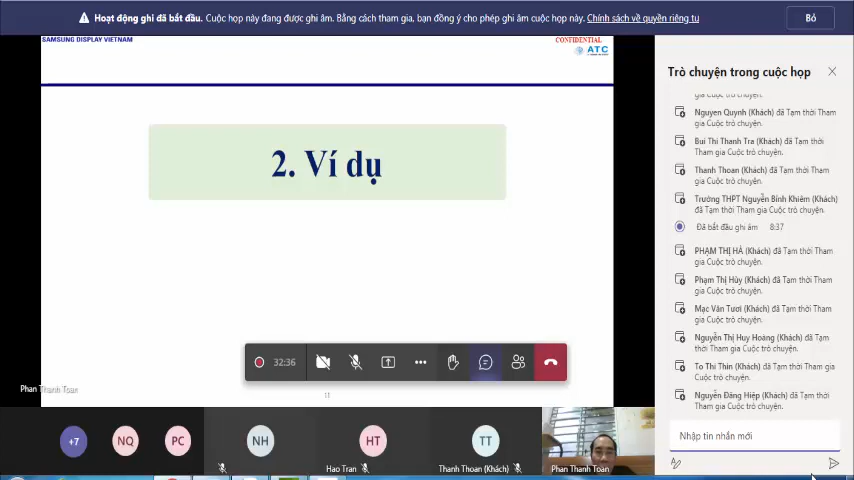 Hoạt động ghi đã bắt đầu. Cuộc họp này đang được ghi âm. Bằng cách tham gia, bạn đồng ý cho phép ghi âm cuộc họp này. Chính sách về quyền riêng tư
Bỏ
SAMSUNG DISPLAY VIETNAM
CONFIDENTIAL
ATC
2. Ví dụ
32:36
Phan Thanh Toan
+7
NQ
PC
NH
HT
Hao Tran
TT
Thanh Thoan (Khách)
Phan Thanh Toan
Trò chuyện trong cuộc họp
gia Cuộc trò chuyện.
Nguyen Quynh (Khách) đã Tạm thời Tham
gia Cuộc trò chuyện.
Bui Thi Thanh Tra (Khách) đã Tạm thời
Tham gia Cuộc trò chuyện.
Thanh Thoan (Khách) đã Tạm thời Tham
gia Cuộc trò chuyện.
Trường THPT Nguyễn Bỉnh Khiêm (Khách)
đã Tạm thời Tham gia Cuộc trò chuyện.
Đã bắt đầu ghi âm 8:37
PHẠM THỊ HÀ (Khách) đã Tạm thời Tham
gia Cuộc trò chuyện.
Phạm Thị Hùy (Khách) đã Tạm thời Tham
gia Cuộc trò chuyện.
Mạc Văn Tươi (Khách) đã Tạm thời Tham
gia Cuộc trò chuyện.
Nguyễn Thị Huy Hoàng (Khách) đã Tạm
thời Tham gia Cuộc trò chuyện.
To Thi Thin (Khách) đã Tạm thời Tham gia
Cuộc trò chuyện.
Nguyễn Đăng Hiệp (Khách) đã Tạm thời
Tham gia Cuộc trò chuyện.
Nhập tin nhắn mới